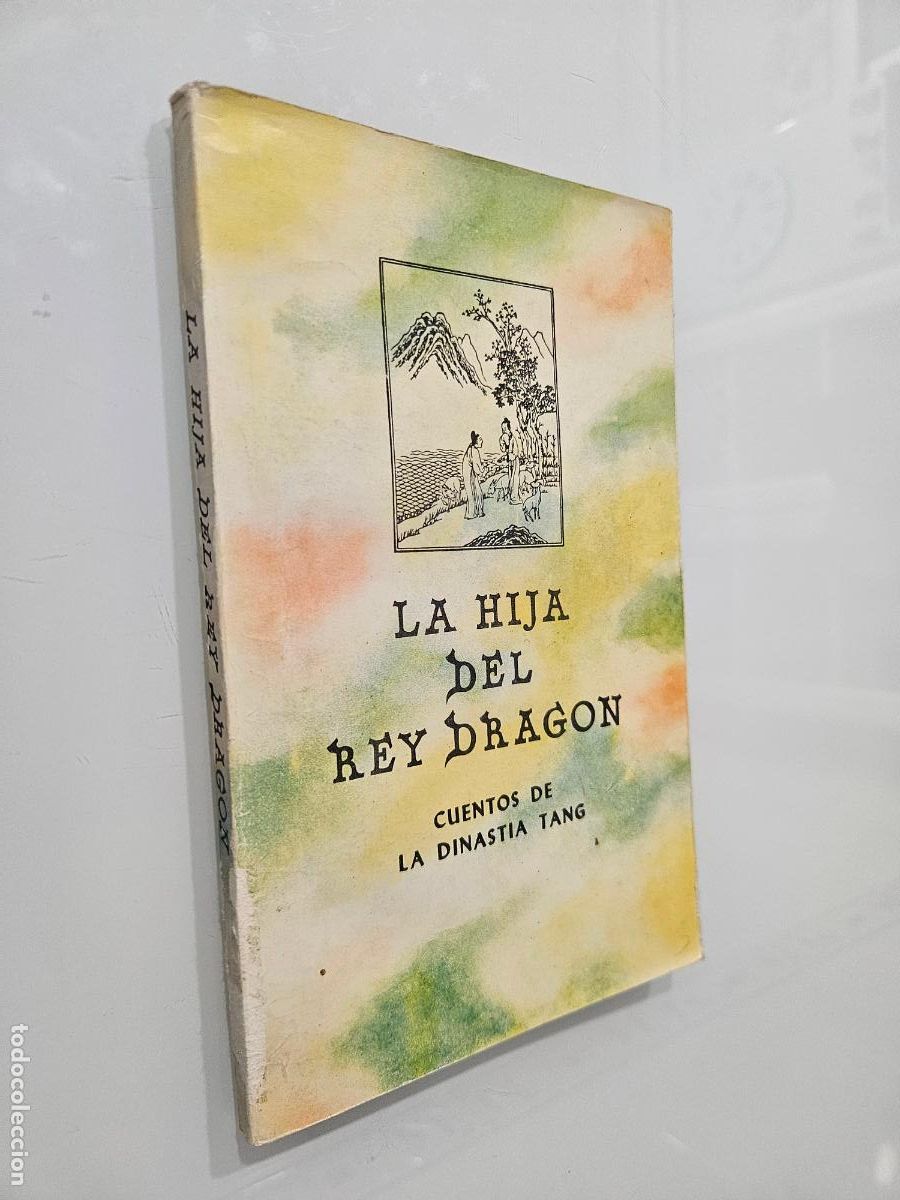 LA HIJA
DEL
REY DRAGON
CUENTOS DE
LA DINASTIA TANG
LA HIJA DEL REY DRAGON
todocoleccion